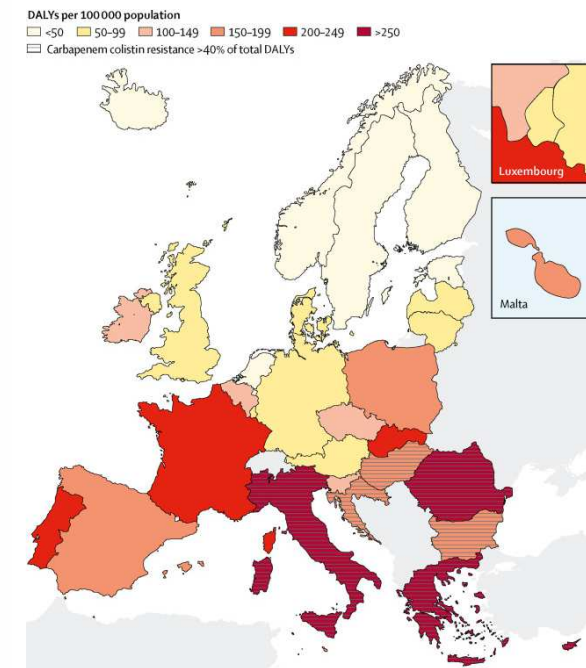 DALYs per 100 000 population
<50 50–99 100–149 150–199 200–249 >250
Carbapenem colistin resistance >40% of total DALYs
Luxembourg
Malta